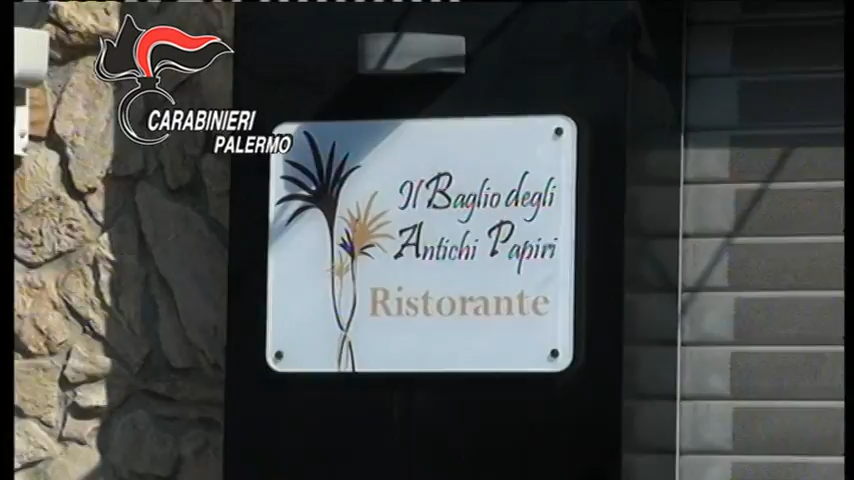 CARABINIERI
PALERMO
Il Baglio degli
Antichi Papiri
Ristorante